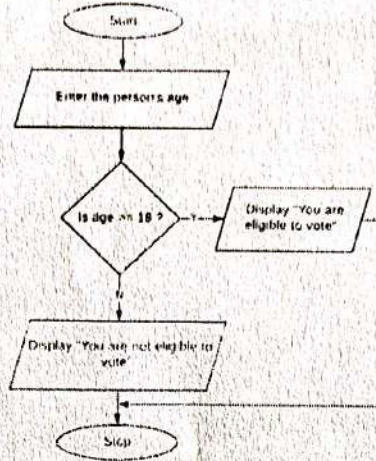 Start
Enter the person's age
Is age >= 18 ?
Y
Display "You are
eligible to vote"
N
Display "You are not eligible to
vote"
Stop